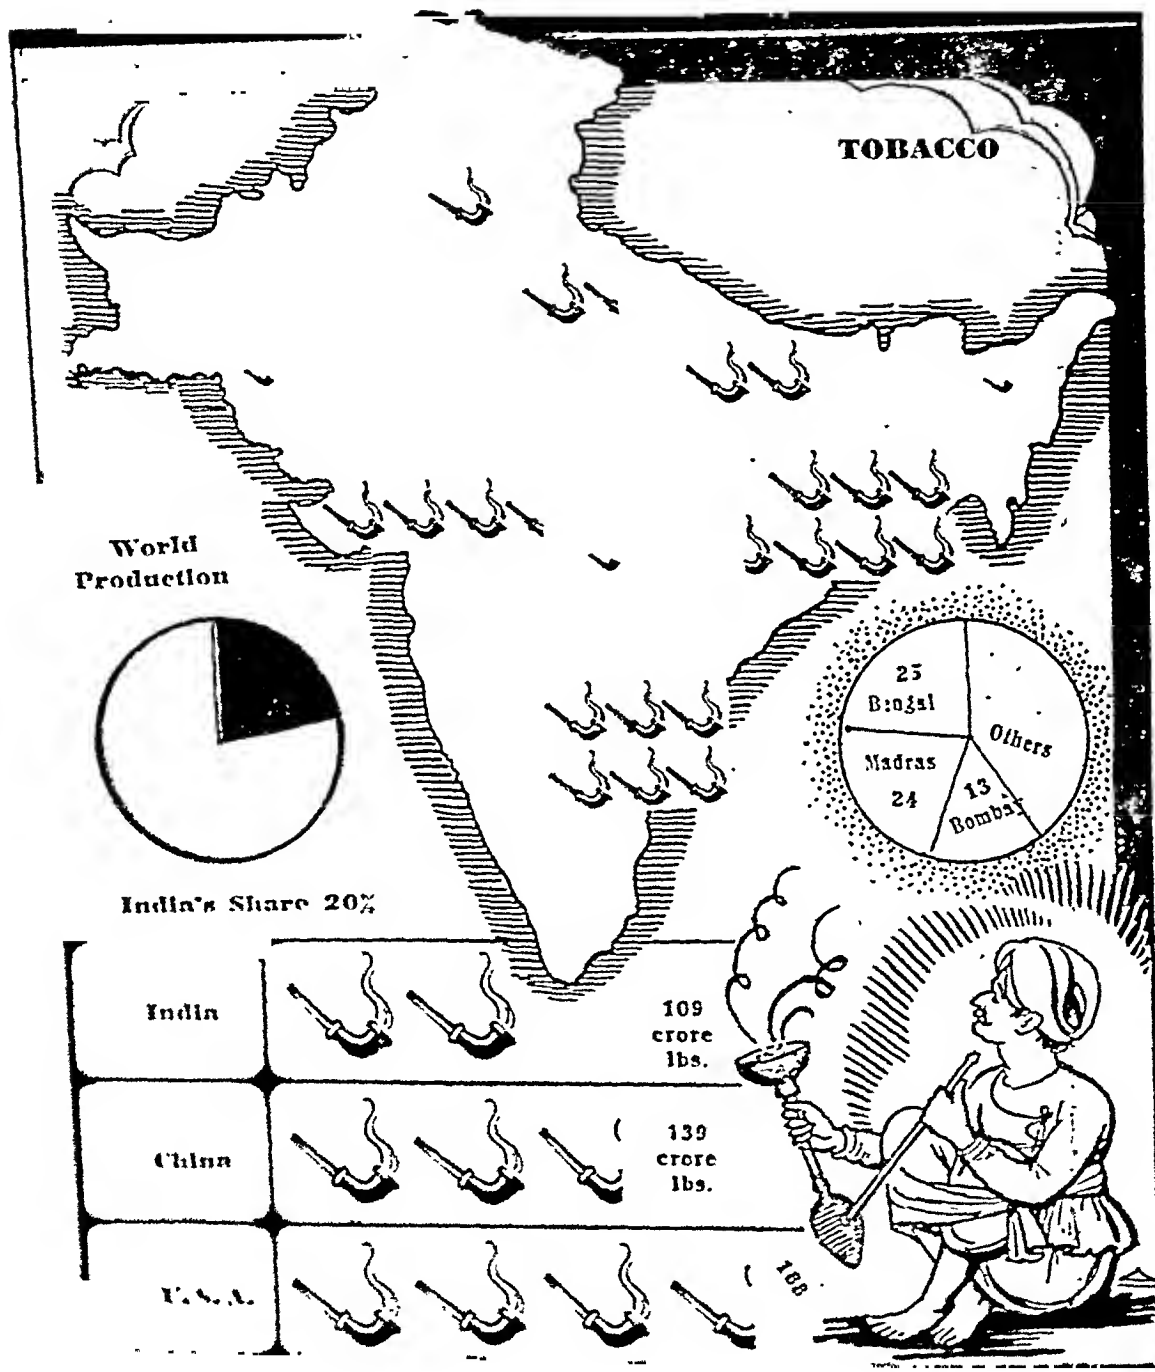 TOBACCO
World
Production
25
Bengal
Others
Madras
24
13
Bombay
India's Share 20%
India
109
crore
lbs.
China
139
crore
lbs.
U.S.A.
188